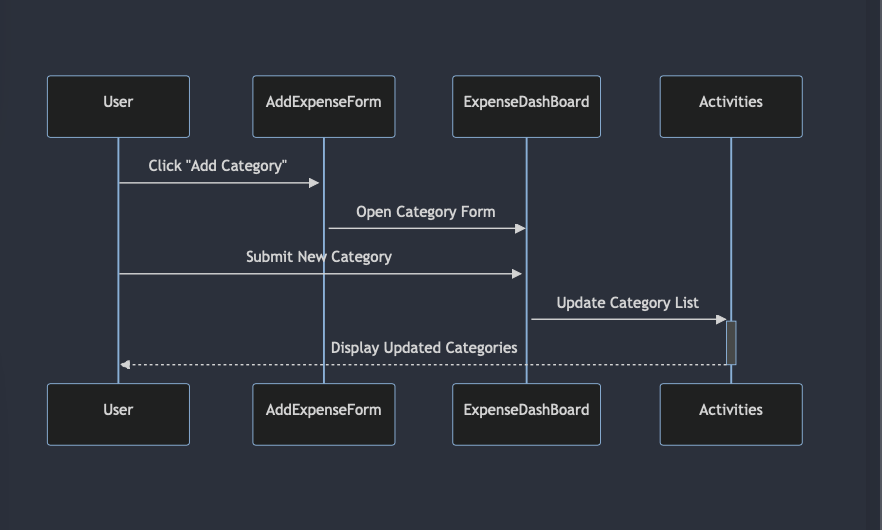 User
AddExpenseForm
ExpenseDashBoard
Activities
Click "Add Category"
Open Category Form
Submit New Category
Update Category List
Display Updated Categories
User
AddExpenseForm
ExpenseDashBoard
Activities